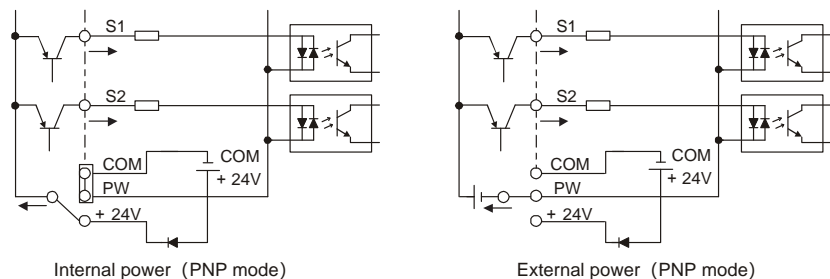 S1
S2
COM
COM
+ 24V
PW
+ 24V
Internal power（PNP mode）
S1
S2
COM
COM
+ 24V
PW
+ 24V
External power（PNP mode）